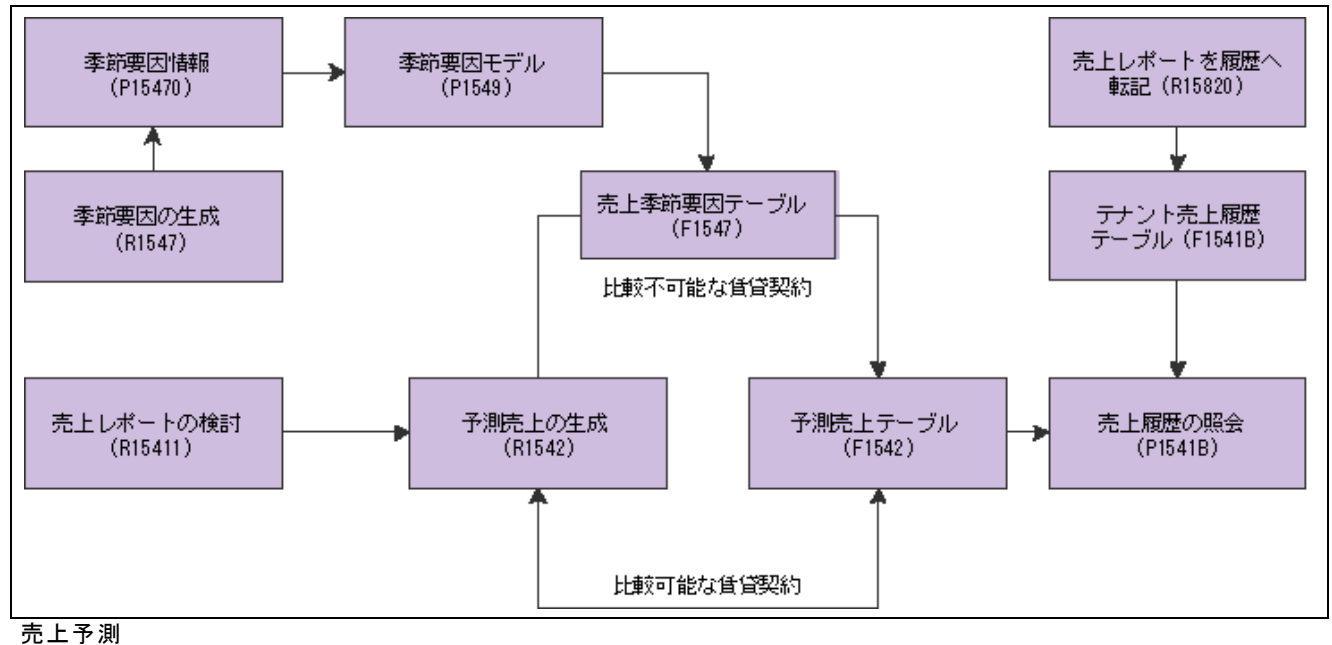 季節要因情報
(P15470)
季節要因モデル
(P1549)
売上レポートを履歴へ
転記 (R15820)
季節要因の生成
(R1547)
売上季節要因テーブル
(F1547)
テナント売上履歴
テーブル (F1541B)
比較不可能な賃貸契約
売上レポートの検討
(R15411)
予測売上の生成
(R1542)
予測売上テーブル
(F1542)
売上履歴の照会
(P1541B)
比較可能な賃貸契約
売上予測